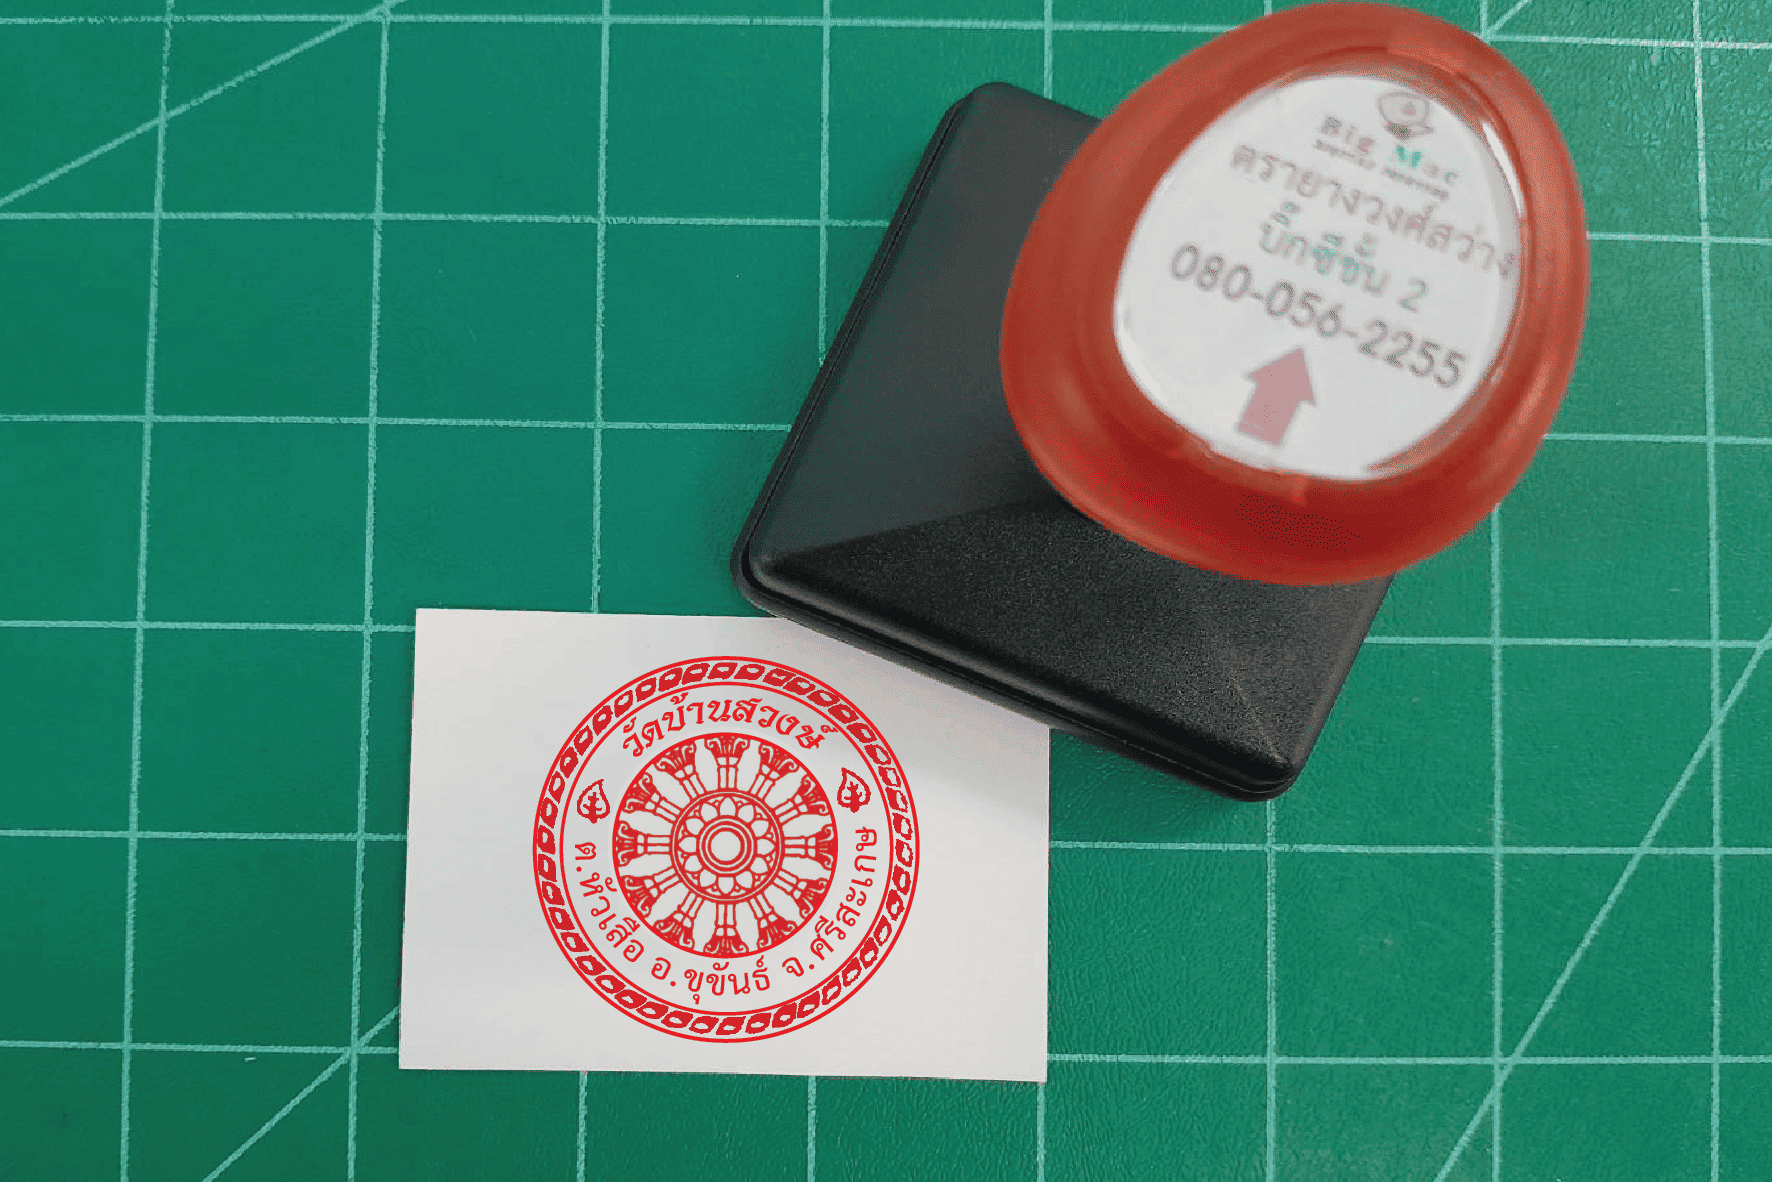 Big Mac
ตรายางวงศ์สว่าง
บิ๊กซีชั้น 2
080-056-2255
วัดบ้านสวงษ์
ต.หัวเสือ อ.ขุขันธ์ จ.ศรีสะเกษ